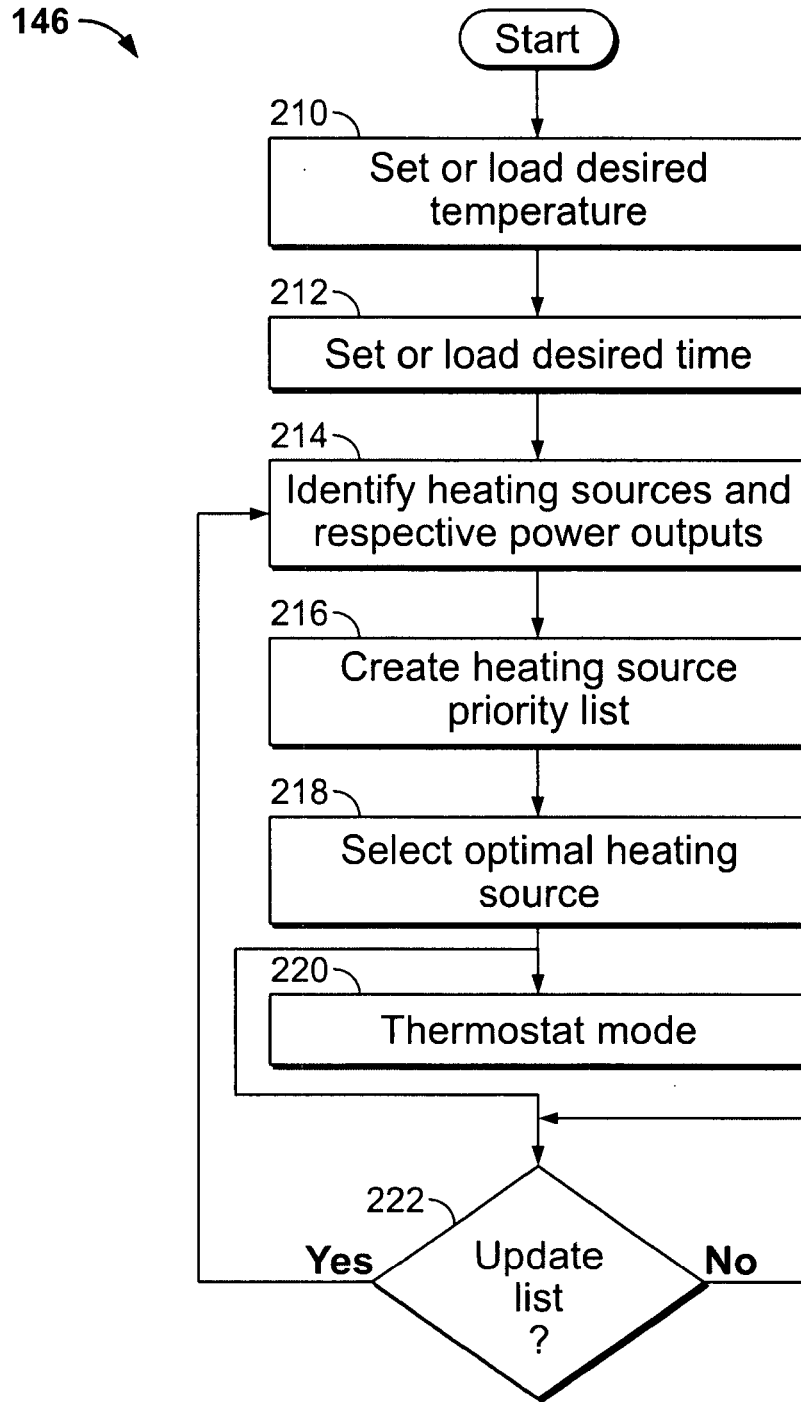 146
Start
210
Set or load desired
temperature
212
Set or load desired time
214
Identify heating sources and
respective power outputs
216
Create heating source
priority list
218
Select optimal heating
source
220
Thermostat mode
222
Yes
Update
list
?
No